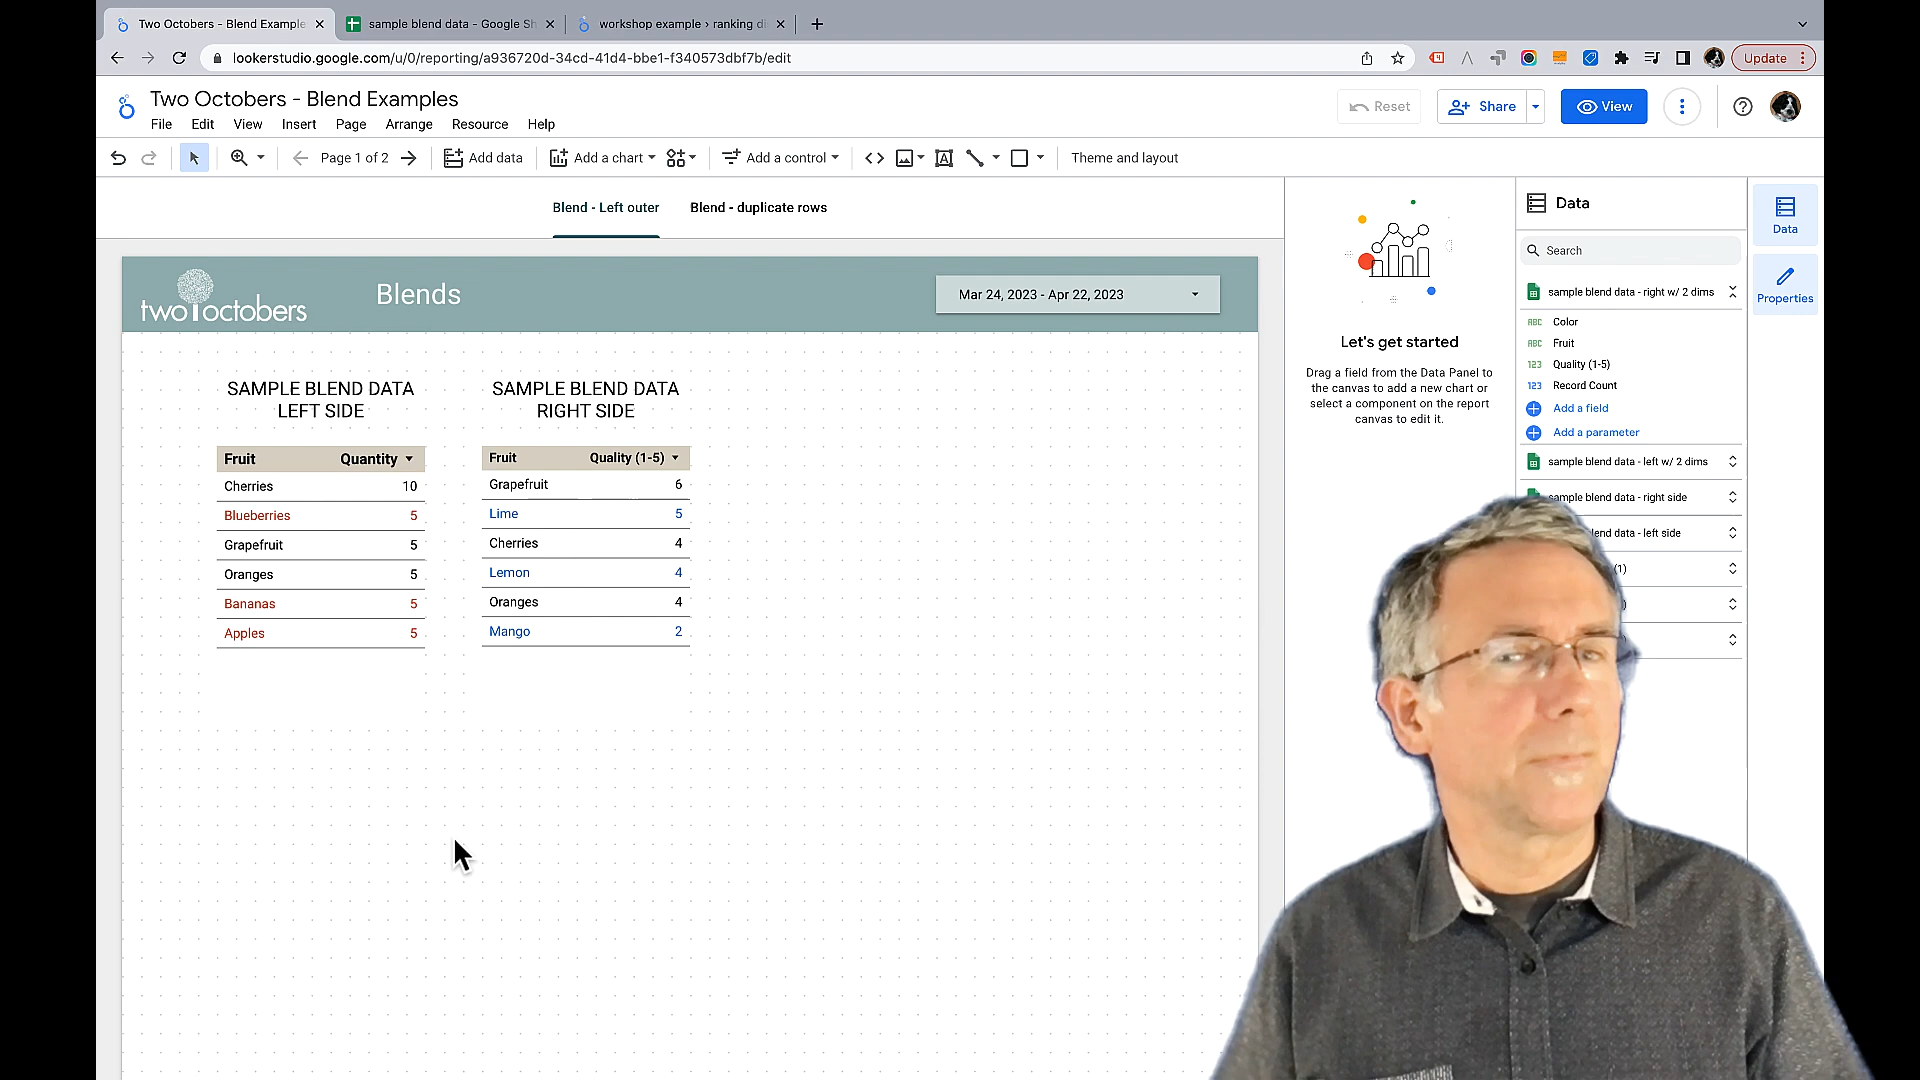 Two Octobers - Blend Example
sample blend data - Google Sh
workshop example › ranking di
lookerstudio.google.com/u/0/reporting/a936720d-34cd-41d4-bbe1-f340573dbf7b/edit
Update
Two Octobers - Blend Examples
File Edit View Insert Page Arrange Resource Help
Reset
Share
View
Page 1 of 2
Add data
Add a chart
Add a control
Theme and layout
Blend - Left outer
Blend - duplicate rows
two octobers
Blends
Mar 24, 2023 - Apr 22, 2023
SAMPLE BLEND DATA
LEFT SIDE
Fruit Quantity
Cherries 10
Blueberries 5
Grapefruit 5
Oranges 5
Bananas 5
Apples 5
SAMPLE BLEND DATA
RIGHT SIDE
Fruit Quality (1-5)
Grapefruit 6
Lime 5
Cherries 4
Lemon 4
Oranges 4
Mango 2
Let's get started
Drag a field from the Data Panel to
the canvas to add a new chart or
select a component on the report
canvas to edit it.
Data
Search
sample blend data - right w/ 2 dims
ABC Color
ABC Fruit
123 Quality (1-5)
123 Record Count
Add a field
Add a parameter
sample blend data - left w/ 2 dims
sample blend data - right side
end data - left side
(1)
Data
Properties